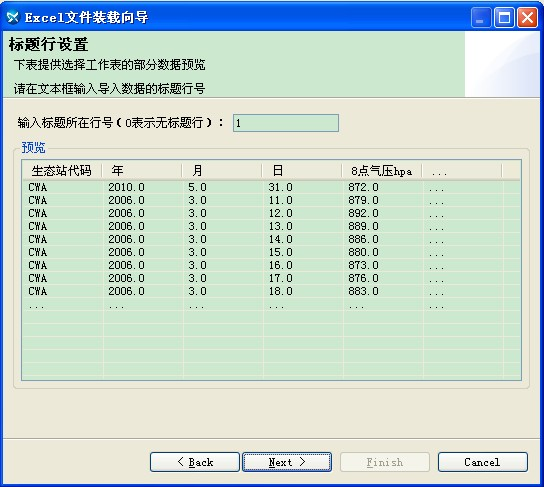 Excel文件装载向导
标题行设置
下表提供选择工作表的部分数据预览
请在文本框输入导入数据的标题行号
输入标题所在行号(0表示无标题行): 1
预览
生态站代码 年 月 日 8点气压hpa ...
CWA 2010.0 5.0 31.0 872.0 ...
CWA 2006.0 3.0 11.0 879.0 ...
CWA 2006.0 3.0 12.0 892.0 ...
CWA 2006.0 3.0 13.0 889.0 ...
CWA 2006.0 3.0 14.0 886.0 ...
CWA 2006.0 3.0 15.0 880.0 ...
CWA 2006.0 3.0 16.0 873.0 ...
CWA 2006.0 3.0 17.0 876.0 ...
CWA 2006.0 3.0 18.0 883.0 ...
... ... ... ... ... ...
< Back Next > Finish Cancel